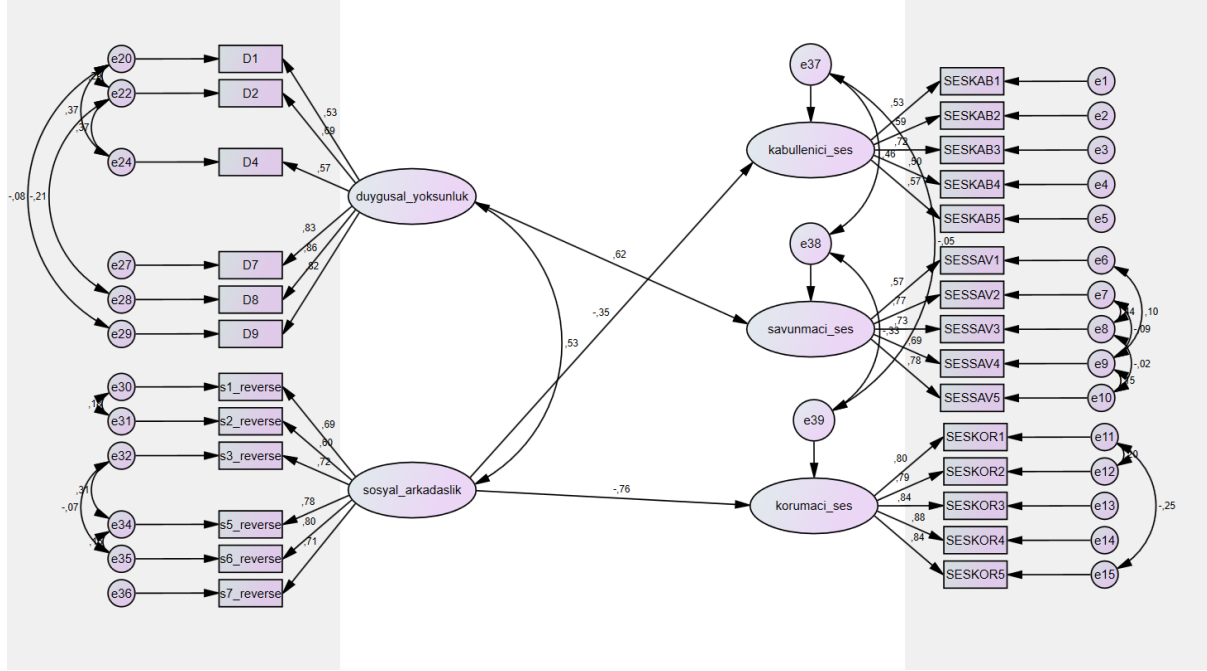 e20
D1
e22
D2
,37
,37
e24
D4
-,08
-,21
e27
D7
e28
D8
e29
D9
,53
,69
,57
,83
,86
,82
duygusal_yoksunluk
e30
s1_reverse
e31
s2_reverse
e32
s3_reverse
,31
-,07
e34
s5_reverse
e35
s6_reverse
e36
s7_reverse
,69
,60
,72
,78
,80
,71
sosyal_arkadaslik
,53
,62
-,35
-,76
e37
kabullenici_ses
,46
-,05
e38
savunmaci_ses
-,33
e39
korumaci_ses
,53
SESKAB1
e1
,59
SESKAB2
e2
,72
SESKAB3
e3
,50
SESKAB4
e4
,57
SESKAB5
e5
,57
SESSAV1
e6
,77
SESSAV2
e7
,73
SESSAV3
e8
,69
SESSAV4
e9
,78
SESSAV5
e10
,10
-,09
-,02
,80
SESKOR1
e11
,79
SESKOR2
e12
,84
SESKOR3
e13
,88
SESKOR4
e14
,84
SESKOR5
e15
-,25